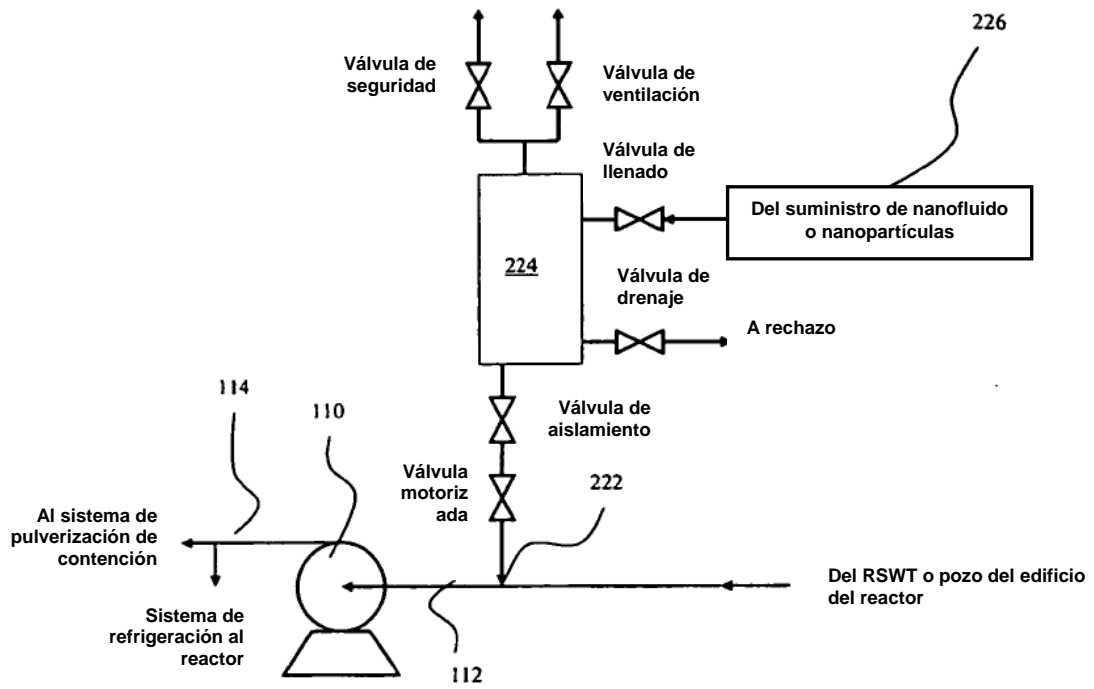 226
Válvula de
seguridad
Válvula de
ventilación
Válvula de
llenado
Del suministro de nanofluido
o nanopartículas
224
Válvula de
drenaje
A rechazo
114
110
Válvula de
aislamiento
Válvula
motoriz
ada
222
Al sistema de
pulverización de
contención
Del RSWT o pozo del edificio
del reactor
Sistema de
refrigeración al
reactor
112